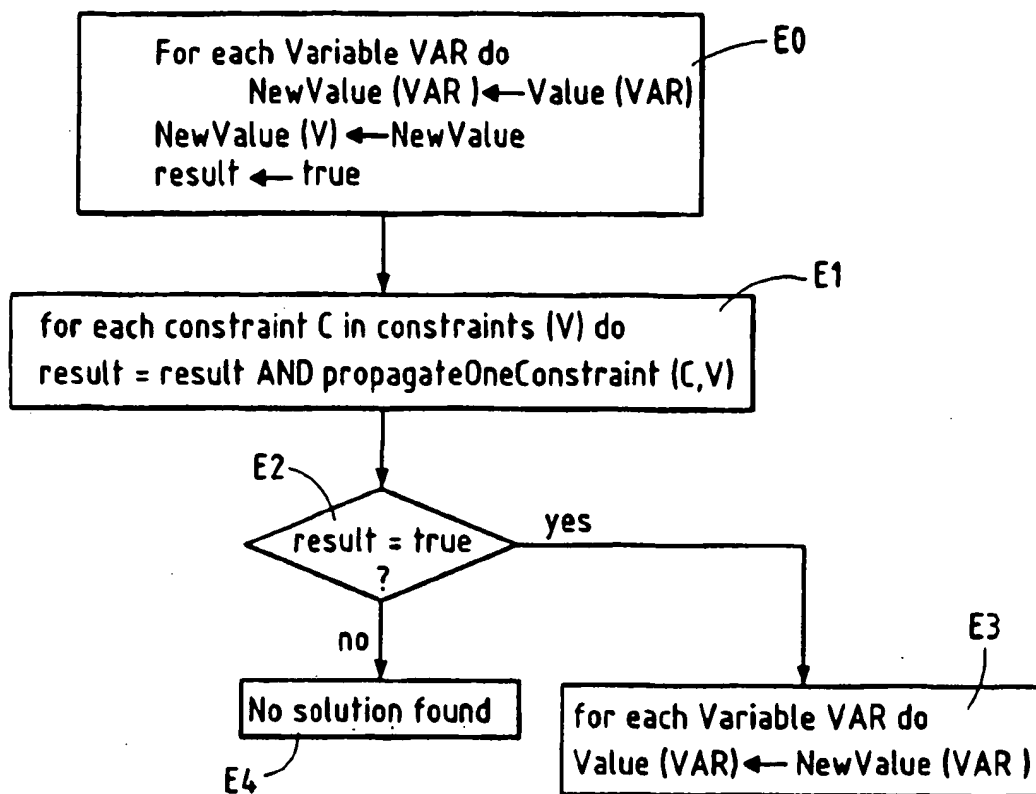 For each Variable VAR do
NewValue (VAR) ← Value (VAR)
NewValue (V) ← NewValue
result ← true
E0
for each constraint C in constraints (V) do
result = result AND propagateOneConstraint (C,V)
E1
E2
result = true
?
yes
no
No solution found
E4
E3
for each Variable VAR do
Value (VAR) ← NewValue (VAR)